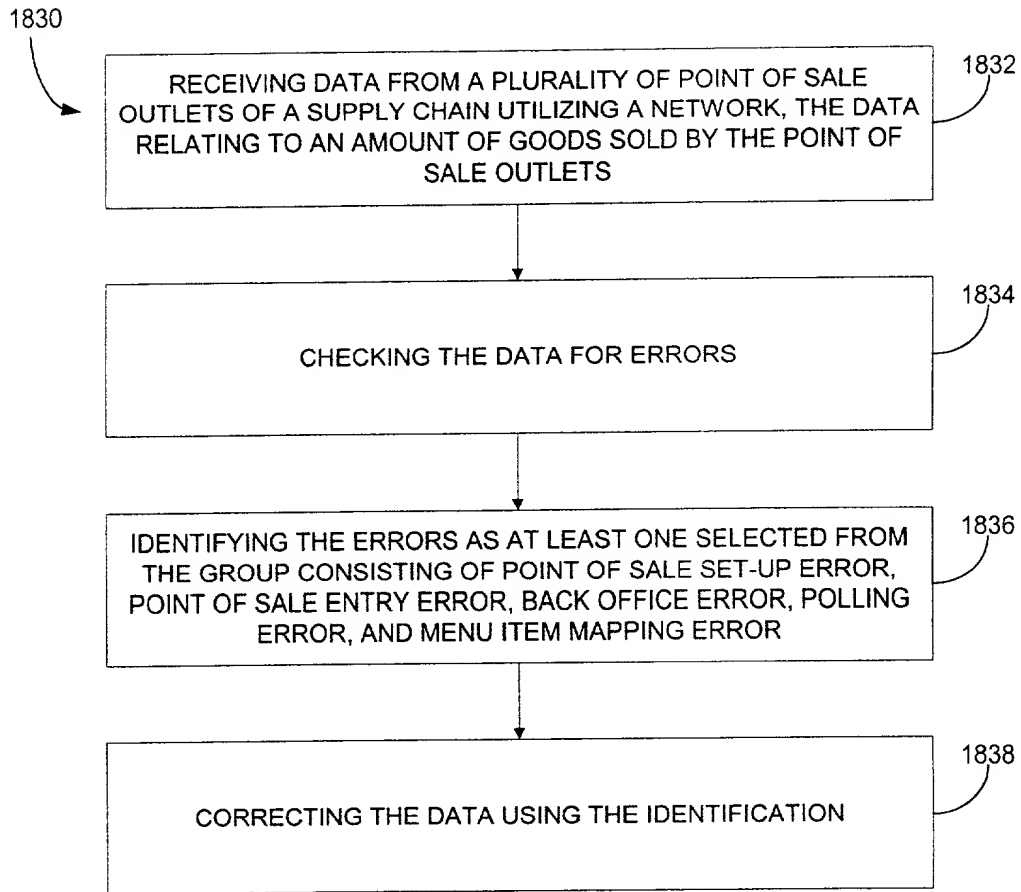 1830
RECEIVING DATA FROM A PLURALITY OF POINT OF SALE
OUTLETS OF A SUPPLY CHAIN UTILIZING A NETWORK, THE DATA
RELATING TO AN AMOUNT OF GOODS SOLD BY THE POINT OF
SALE OUTLETS
1832
CHECKING THE DATA FOR ERRORS
1834
IDENTIFYING THE ERRORS AS AT LEAST ONE SELECTED FROM
THE GROUP CONSISTING OF POINT OF SALE SET-UP ERROR,
POINT OF SALE ENTRY ERROR, BACK OFFICE ERROR, POLLING
ERROR, AND MENU ITEM MAPPING ERROR
1836
CORRECTING THE DATA USING THE IDENTIFICATION
1838